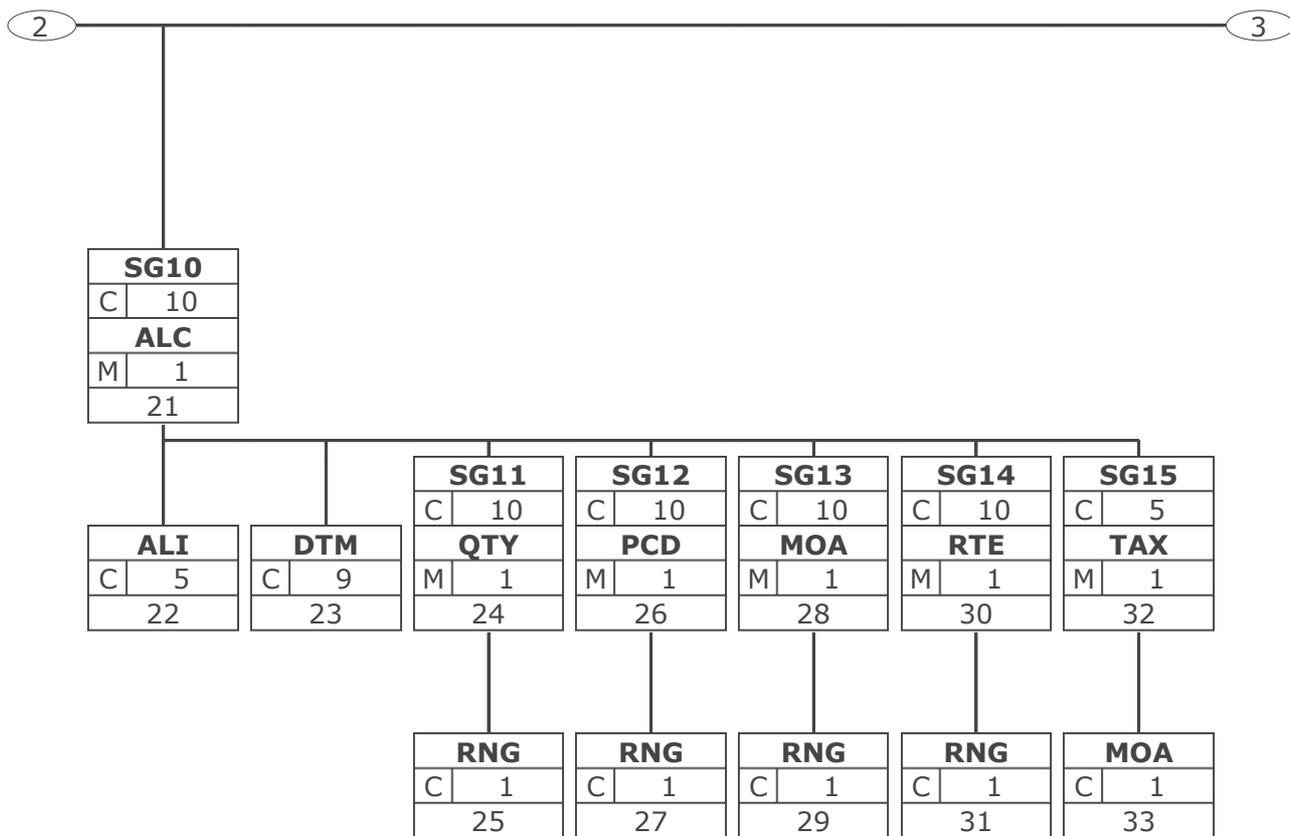 2 3
SG10
C 10
ALC
M 1
21
SG11 SG12 SG13 SG14 SG15
C 10 C 10 C 10 C 10 C 5
ALI DTM QTY PCD MOA RTE TAX
C 5 C 9 M 1 M 1 M 1 M 1 M 1
22 23 24 26 28 30 32
RNG RNG RNG RNG MOA
C 1 C 1 C 1 C 1 C 1
25 27 29 31 33